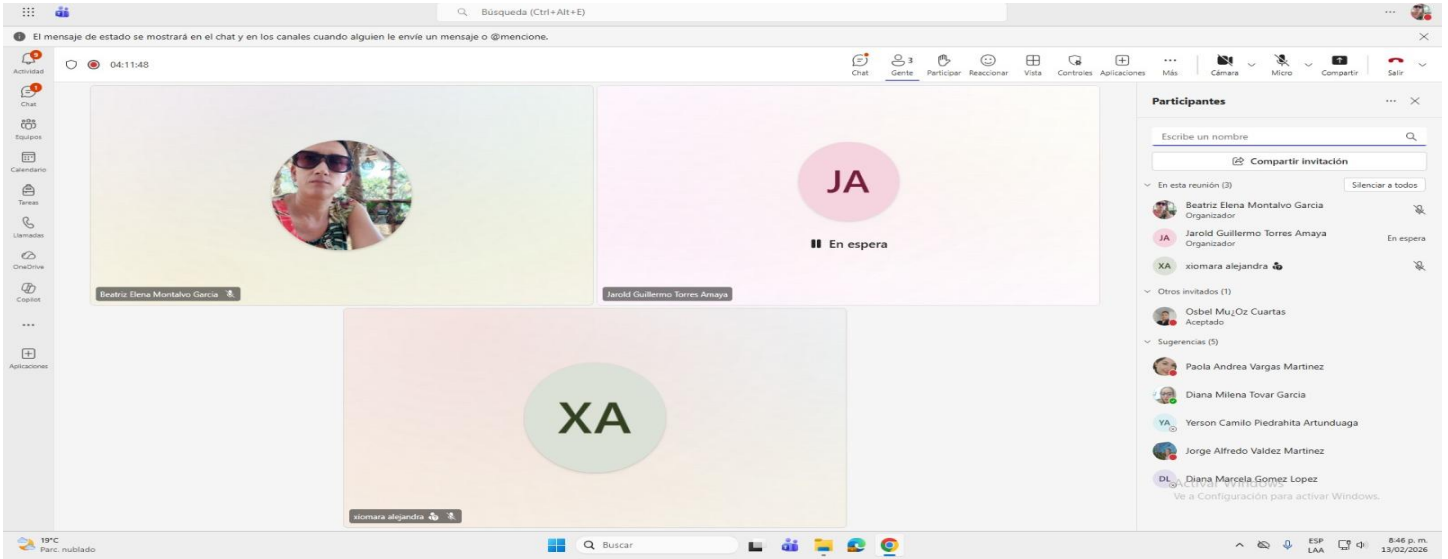 Búsqueda (Ctrl+Alt+E)
El mensaje de estado se mostrará en el chat y en los canales cuando alguien le envíe un mensaje o @mencione.
9
Actividad
04:11:48
Chat
3
Gente
Participar
Reaccionar
Vista
Controles
Aplicaciones
Más
Cámara
Micro
Compartir
Salir
1
Chat
Equipos
Calendario
Tareas
Llamadas
OneDrive
Copilot
Aplicaciones
Beatriz Elena Montalvo Garcia
JA
En espera
Jarold Guillermo Torres Amaya
XA
xiomara alejandra
Participantes
Escribe un nombre
Compartir invitación
En esta reunión (3)
Silenciar a todos
Beatriz Elena Montalvo Garcia
Organizador
JA
Jarold Guillermo Torres Amaya
Organizador
En espera
XA
xiomara alejandra
Otros invitados (1)
Osbel Mu¿Oz Cuartas
Aceptado
Sugerencias (5)
Paola Andrea Vargas Martinez
Diana Milena Tovar Garcia
YA
Yerson Camilo Piedrahita Artunduaga
Jorge Alfredo Valdez Martinez
DL
Diana Marcela Gomez Lopez
Activar Windows
Ve a Configuración para activar Windows.
19°C
Parc. nublado
Buscar
ESP
LAA
8:46 p. m.
13/02/2026